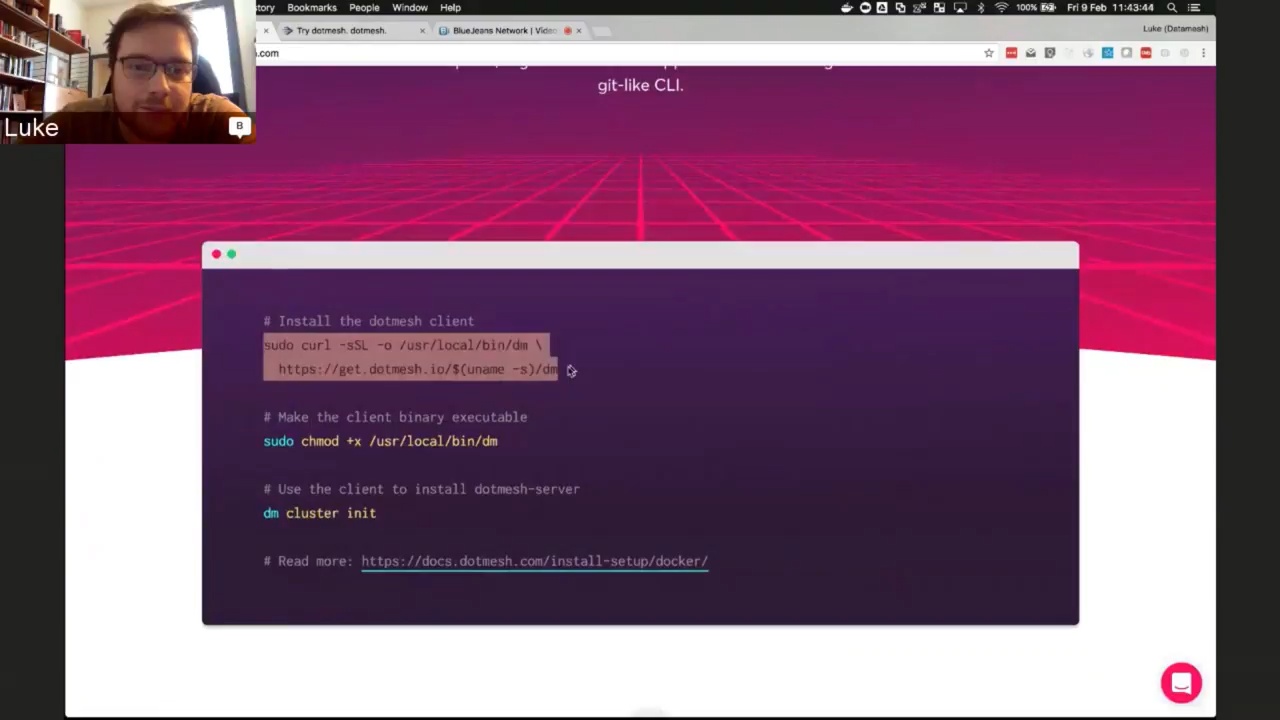 story Bookmarks People Window Help
100% Fri 9 Feb 11:43:44
Try dotmesh. dotmesh.
BlueJeans Network | Video
Luke (Datamesh)
.com
git-like CLI.
Luke
B
# Install the dotmesh client
sudo curl -sSL -o /usr/local/bin/dm \
https://get.dotmesh.io/$(uname -s)/dm
# Make the client binary executable
sudo chmod +x /usr/local/bin/dm
# Use the client to install dotmesh-server
dm cluster init
# Read more: https://docs.dotmesh.com/install-setup/docker/